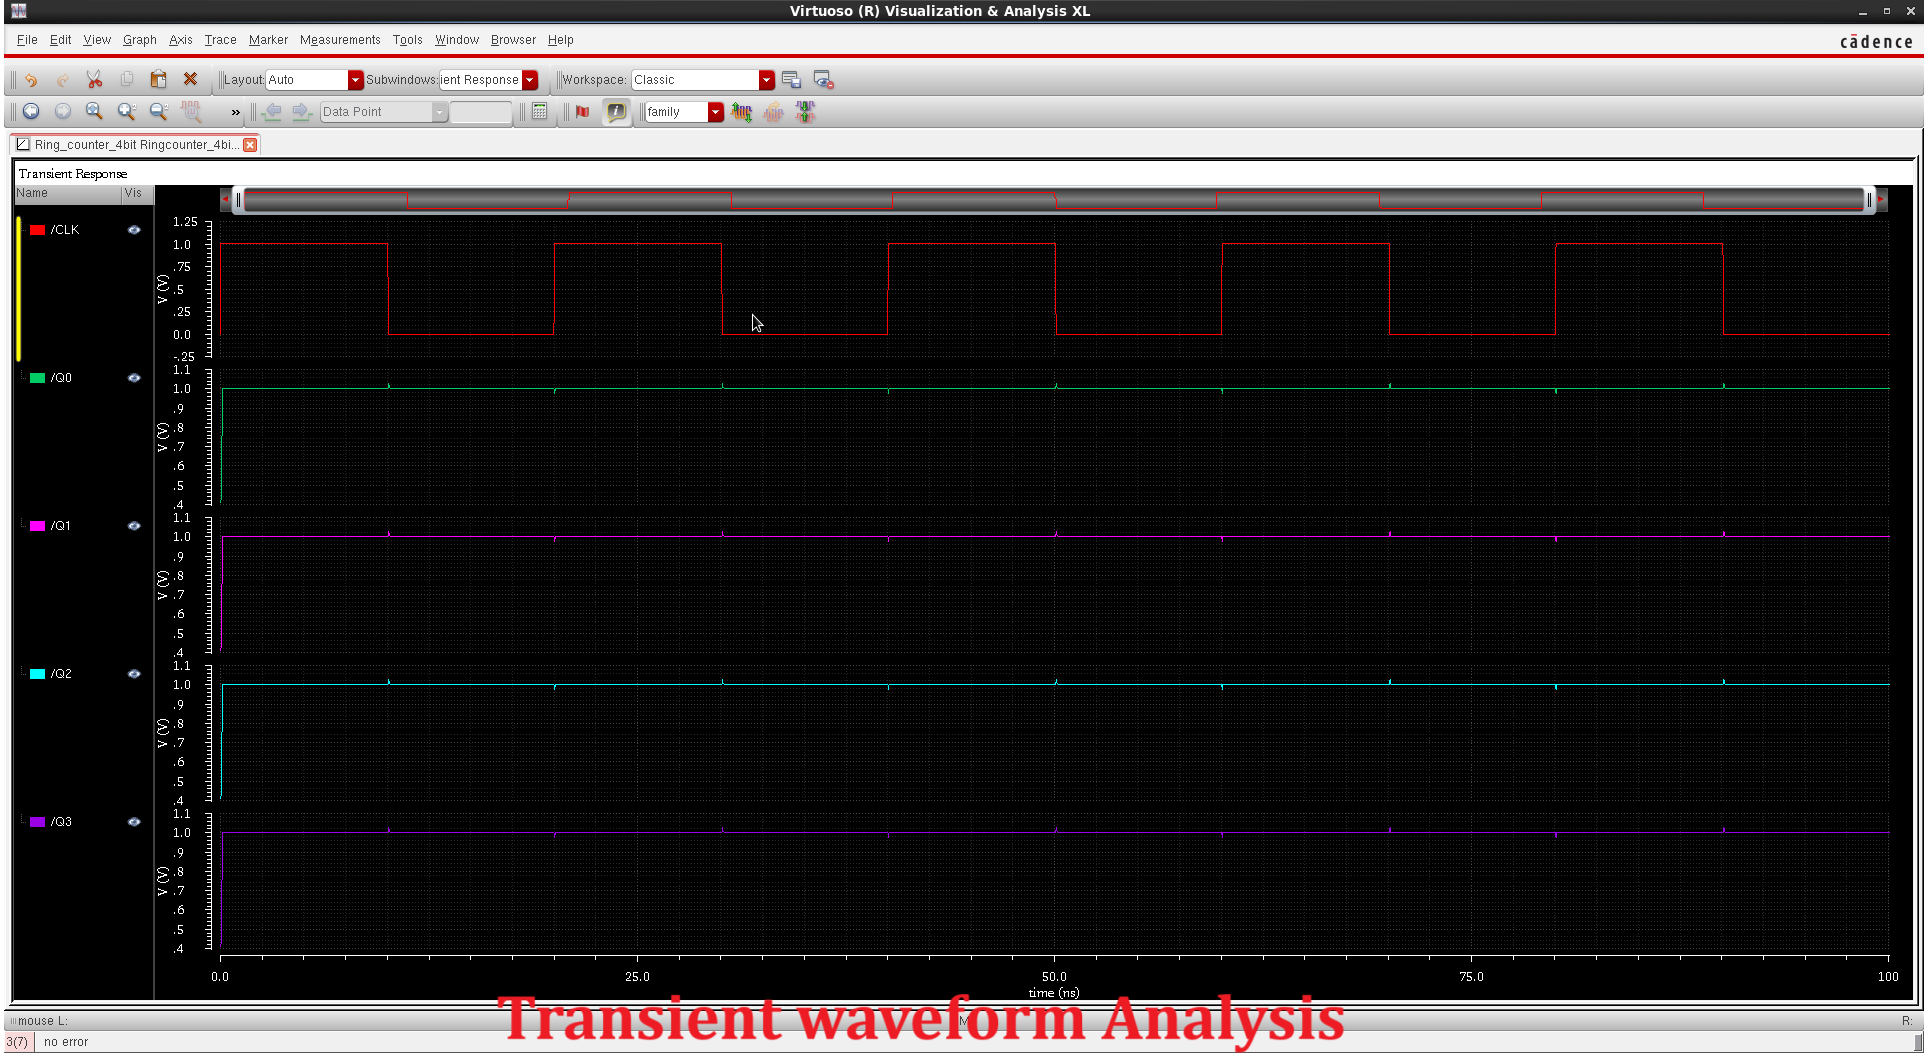 Virtuoso (R) Visualization & Analysis XL
File Edit View Graph Axis Trace Marker Measurements Tools Window Browser Help
cādence
Layout: Auto Subwindows: ient Response Workspace: Classic
» Data Point family
Ring_counter_4bit Ringcounter_4bi...
Transient Response
Name Vis
/CLK
1.25
1.0
.75
.5
.25
0.0
-.25
V (V)
/Q0
1.1
1.0
.9
.8
.7
.6
.5
.4
V (V)
/Q1
1.1
1.0
.9
.8
.7
.6
.5
.4
V (V)
/Q2
1.1
1.0
.9
.8
.7
.6
.5
.4
V (V)
/Q3
1.1
1.0
.9
.8
.7
.6
.5
.4
V (V)
0.0 25.0 50.0 75.0 100
time (ns)
Transient waveform Analysis
mouse L: M R:
3(7) no error